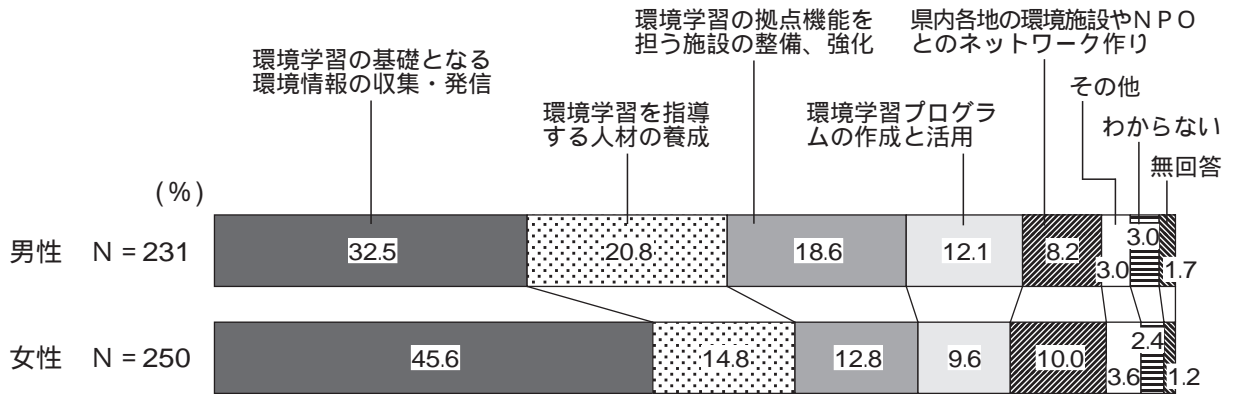 環境学習の拠点機能を
担う施設の整備、強化
県内各地の環境施設やＮＰＯ
とのネットワーク作り
環境学習の基礎となる
環境情報の収集・発信
その他
環境学習を指導
する人材の養成
環境学習プログラ
ムの作成と活用
わからない
無回答
(％)
男性　Ｎ＝231
32.5
20.8
18.6
12.1
8.2
3.0
3.0
1.7
女性　Ｎ＝250
45.6
14.8
12.8
9.6
10.0
3.6
2.4
1.2